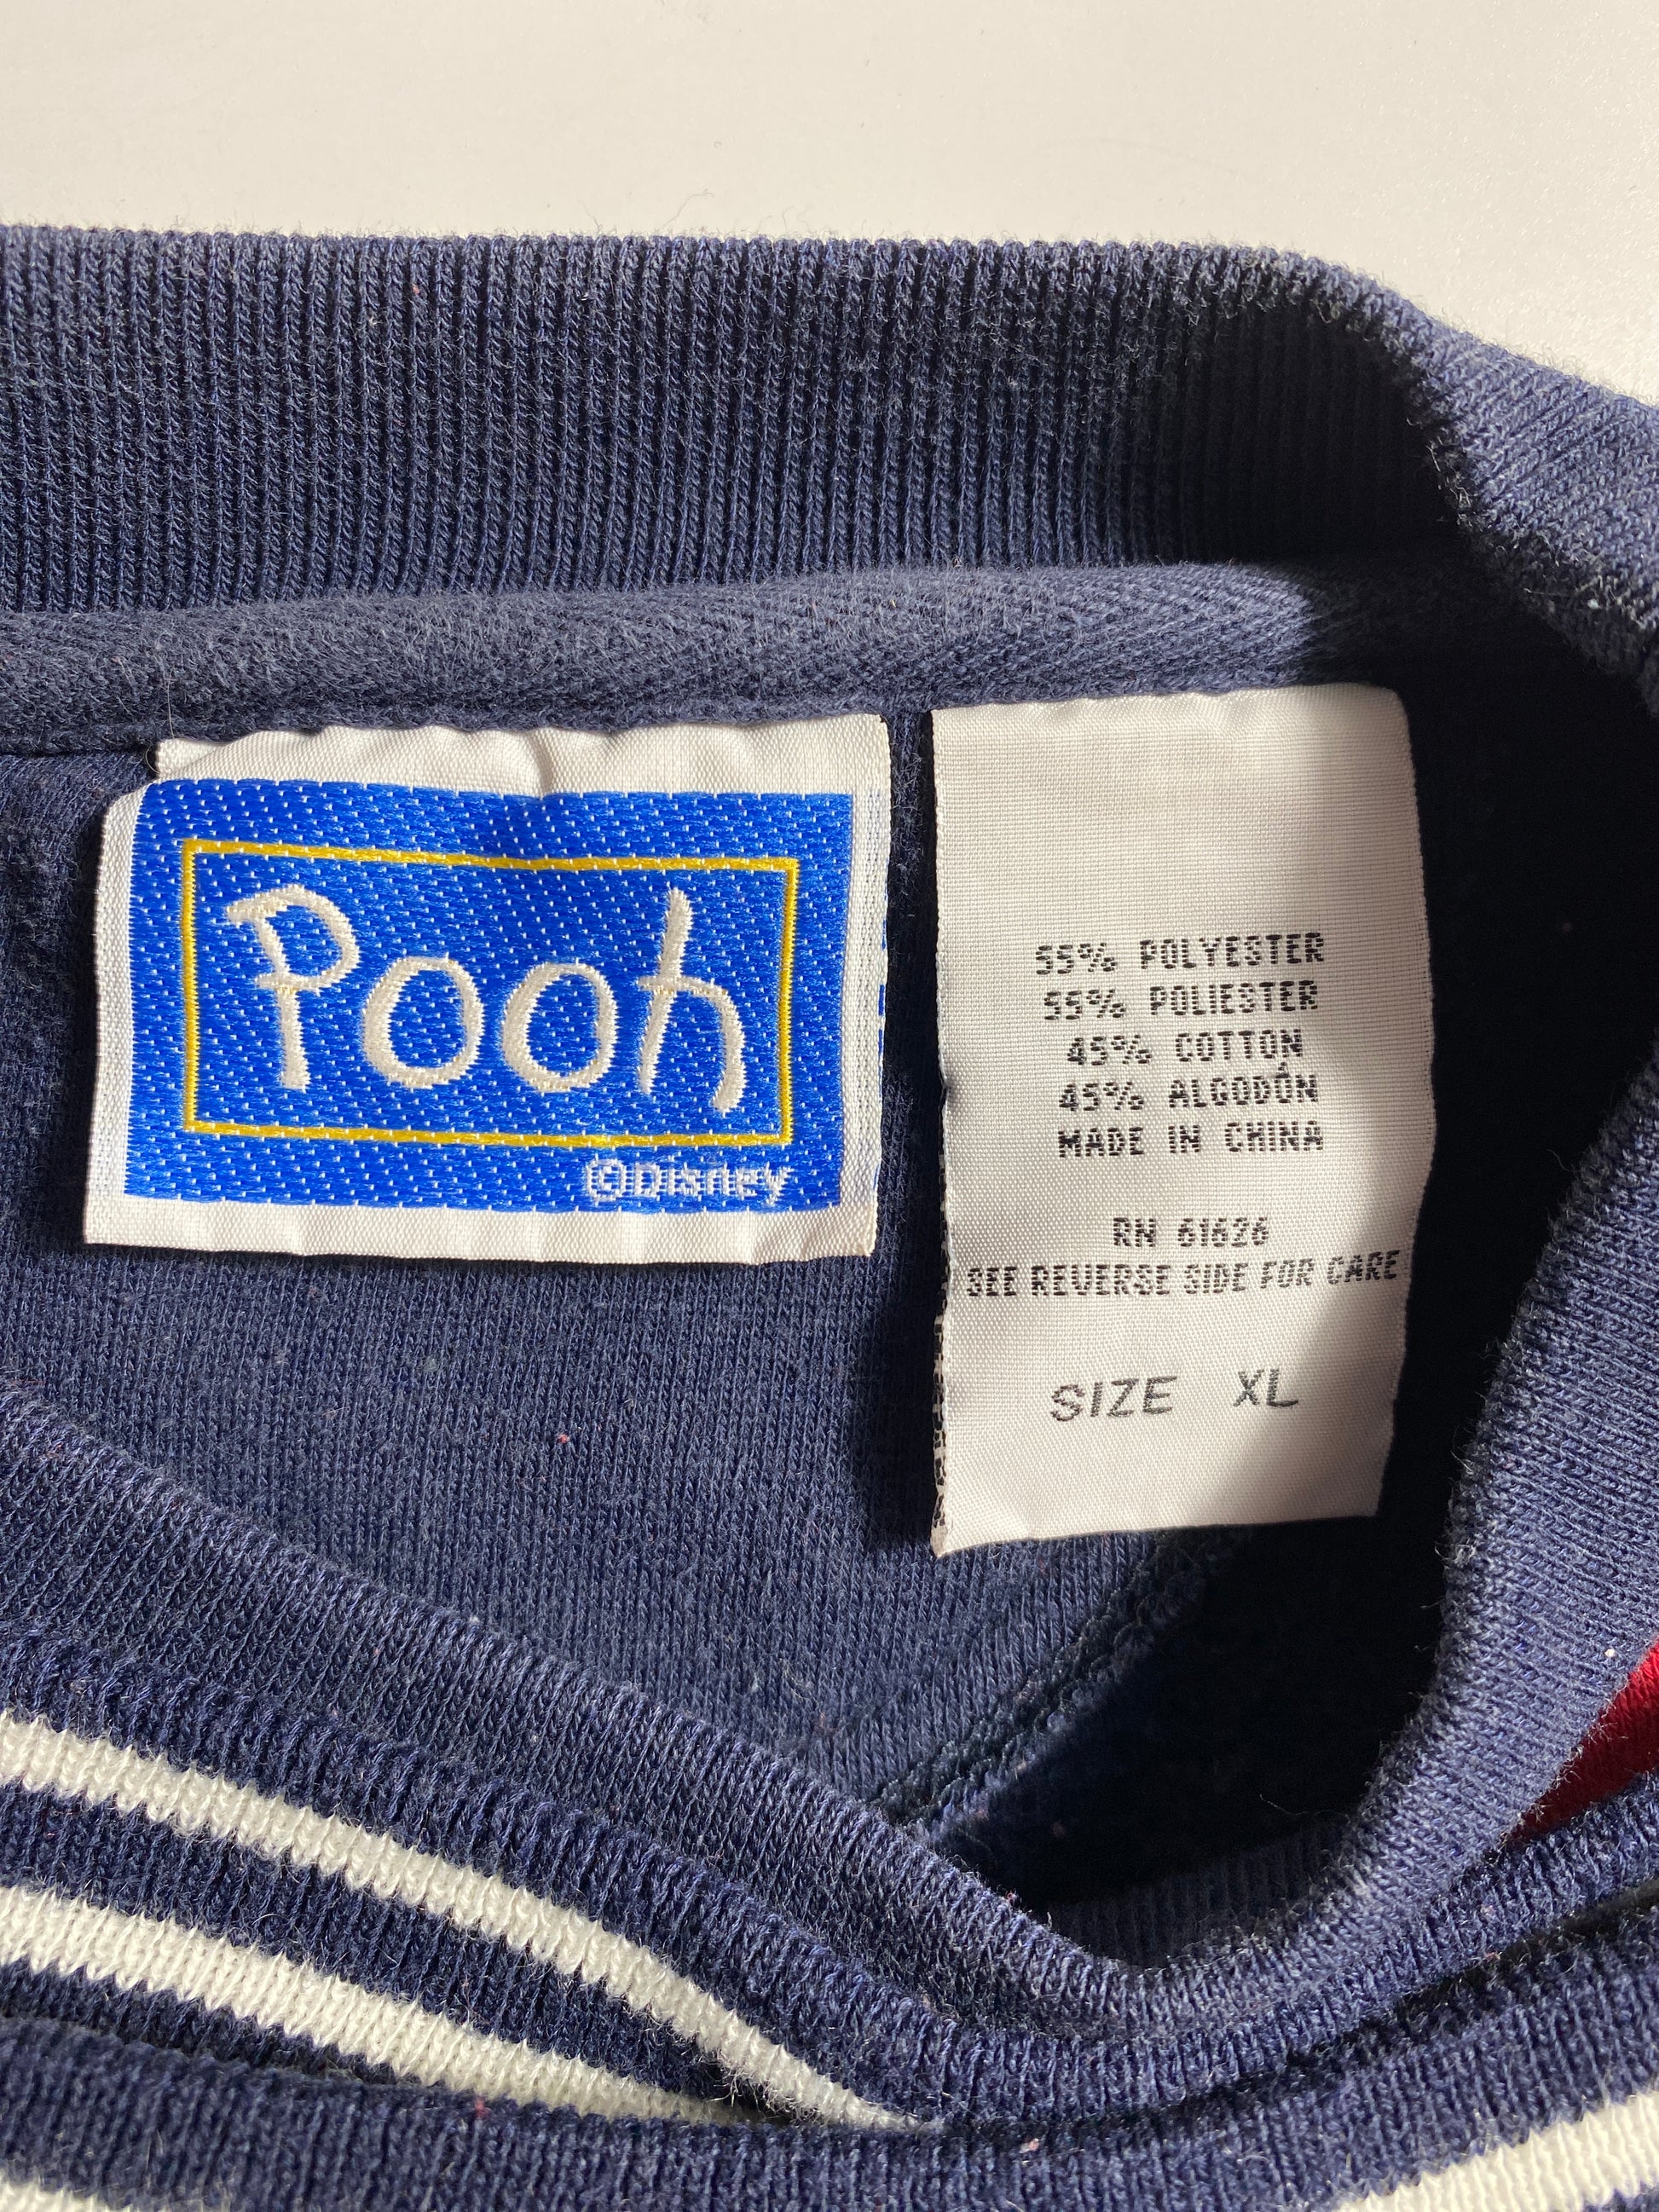 Pooh
©Disney
55% POLYESTER
55% POLIESTER
45% COTTON
45% ALGODÓN
MADE IN CHINA
RN 61626
SEE REVERSE SIDE FOR CARE
SIZE XL